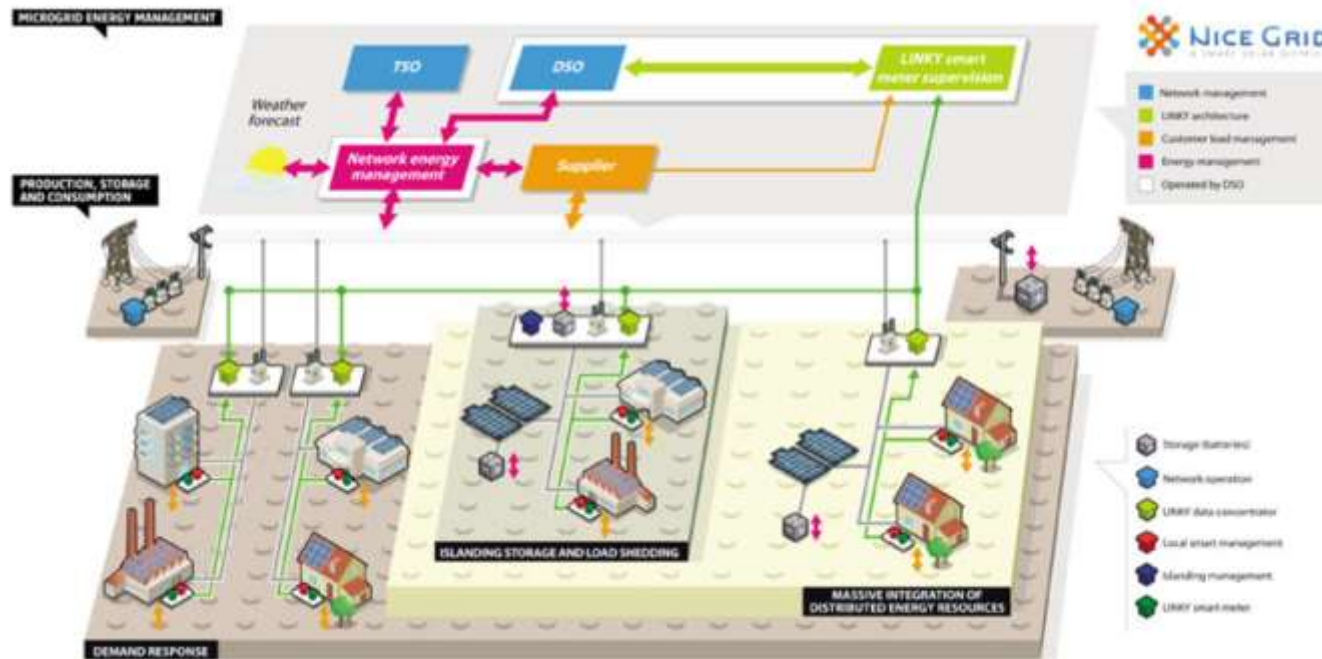 MICROGRID ENERGY MANAGEMENT
NICE GRID
Network management
LINKY architecture
Customer load management
Energy management
Operated by DSO
TSO
DSO
LINKY smart
meter supervision
Weather
forecast
Network energy
management
Supplier
PRODUCTION, STORAGE
AND CONSUMPTION
Storage (batteries)
Network operation
LINKY data concentrator
Local smart management
Islanding management
LINKY smart meter
ISLANDING STORAGE AND LOAD SHEDDING
MASSIVE INTEGRATION OF
DISTRIBUTED ENERGY RESOURCES
DEMAND RESPONSE